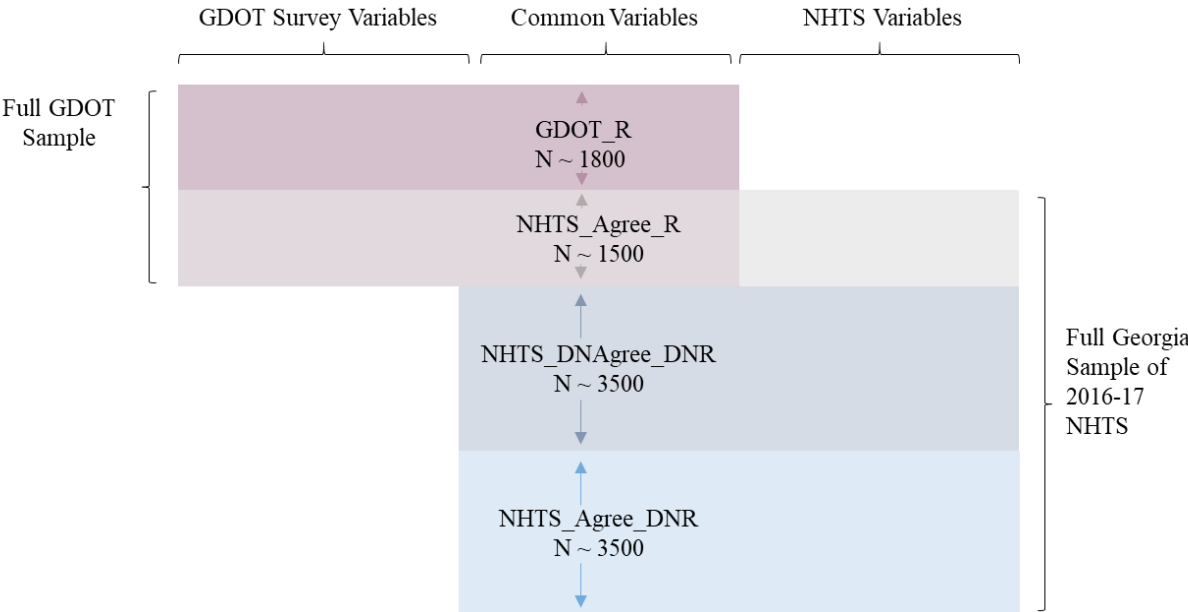 GDOT Survey Variables
Common Variables
NHTS Variables
Full GDOT
Sample
GDOT_R
N ~ 1800
NHTS_Agree_R
N ~ 1500
NHTS_DNAgree_DNR
N ~ 3500
NHTS_Agree_DNR
N ~ 3500
Full Georgia
Sample of
2016-17
NHTS